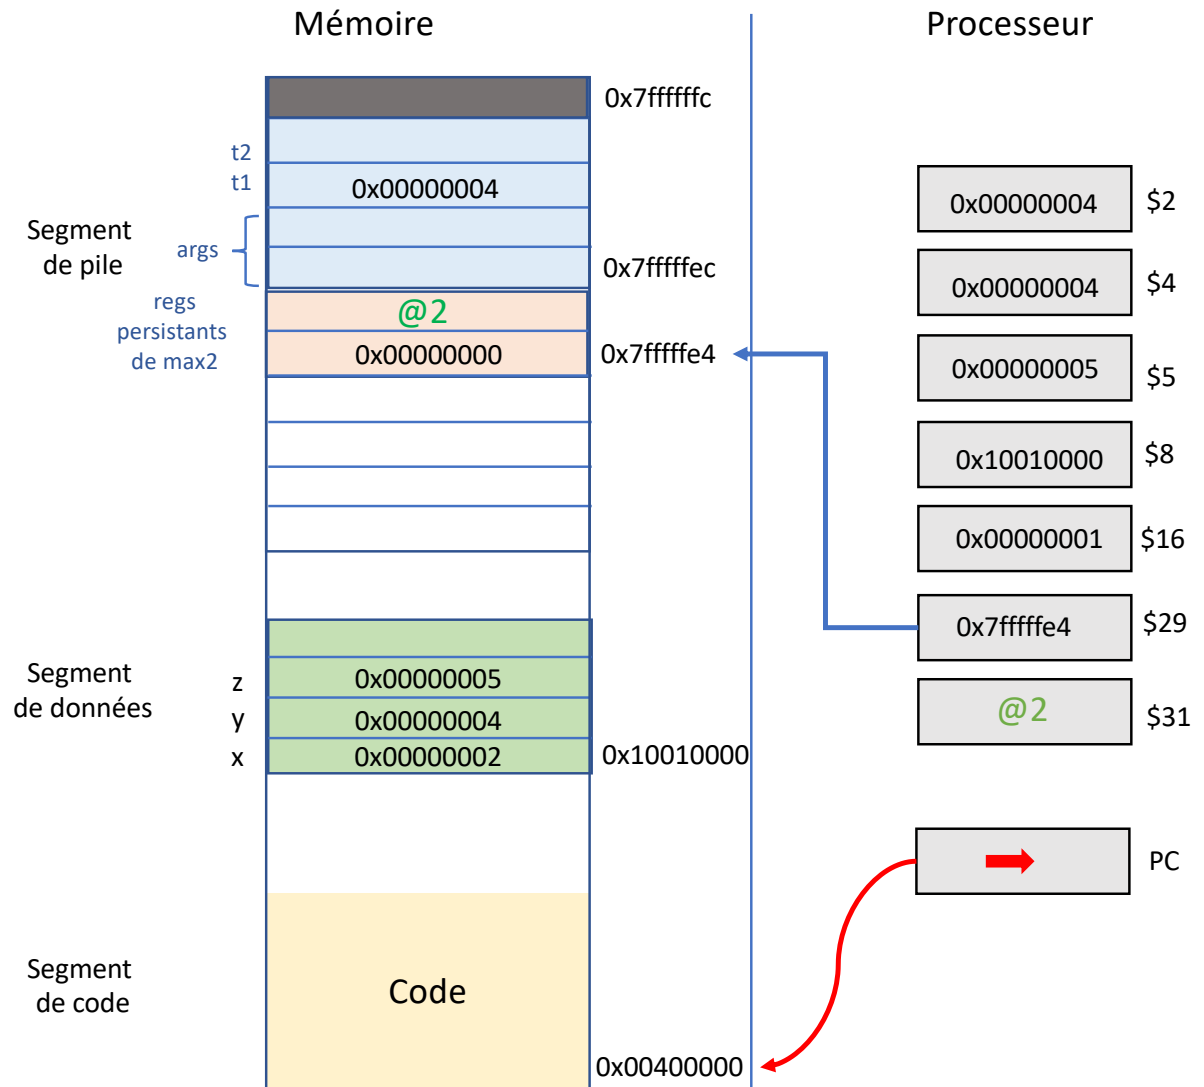 Mémoire
Processeur
0x7ffffffc
t2
t1
0x00000004
Segment
de pile
args
0x7fffffec
regs
persistants
de max2
@2
0x00000000
0x7fffffe4
0x00000004
$2
0x00000004
$4
0x00000005
$5
0x10010000
$8
0x00000001
$16
0x7fffffe4
$29
@2
$31
Segment
de données
z
0x00000005
y
0x00000004
x
0x00000002
0x10010000
PC
Segment
de code
Code
0x00400000